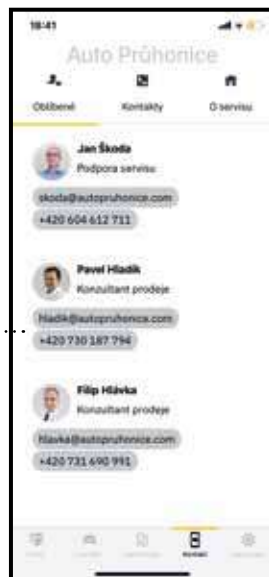 18:41
Auto Průhonice
Oblíbené Kontakty O servisu
Jan Škoda
Podpora servisu
skoda@autopruhonice.com
+420 604 612 711
Pavel Hladík
Konzultant prodeje
hladik@autopruhonice.com
+420 730 187 794
Filip Hlávka
Konzultant prodeje
hlavka@autopruhonice.com
+420 731 690 991
Kontakt